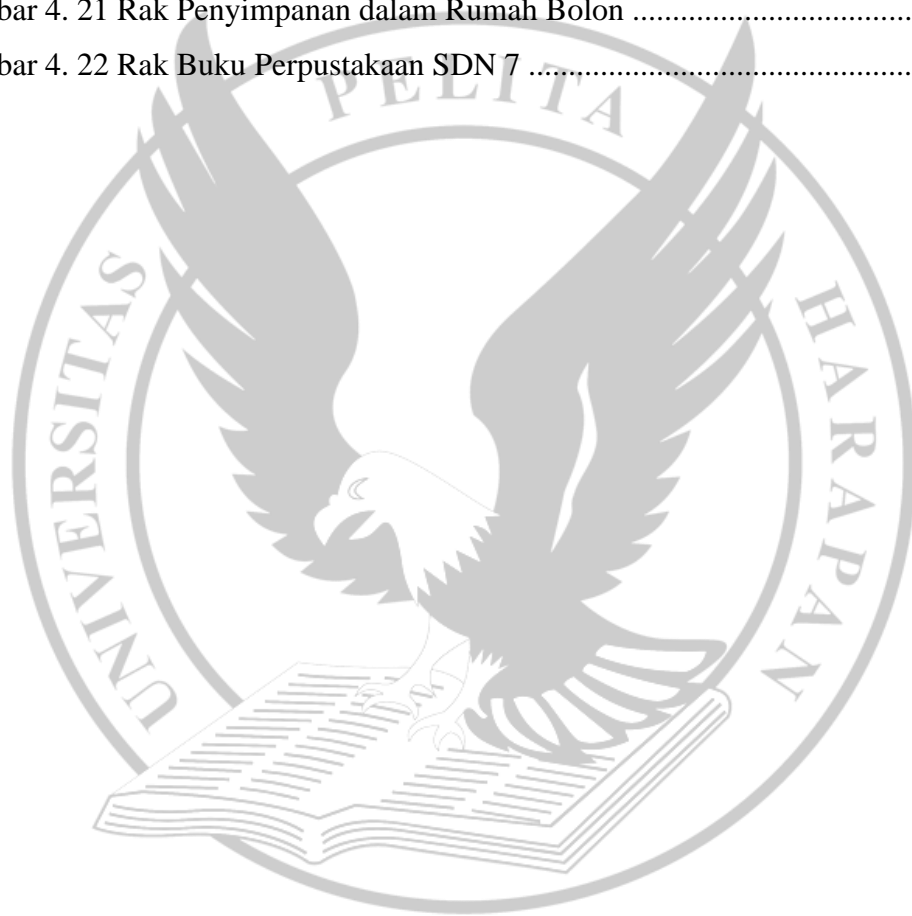 bar 4. 21 Rak Penyimpanan dalam Rumah Bolon ...................................
bar 4. 22 Rak Buku Perpustakaan SDN 7 ................................................
UNIVERSITAS PELITA HARAPAN